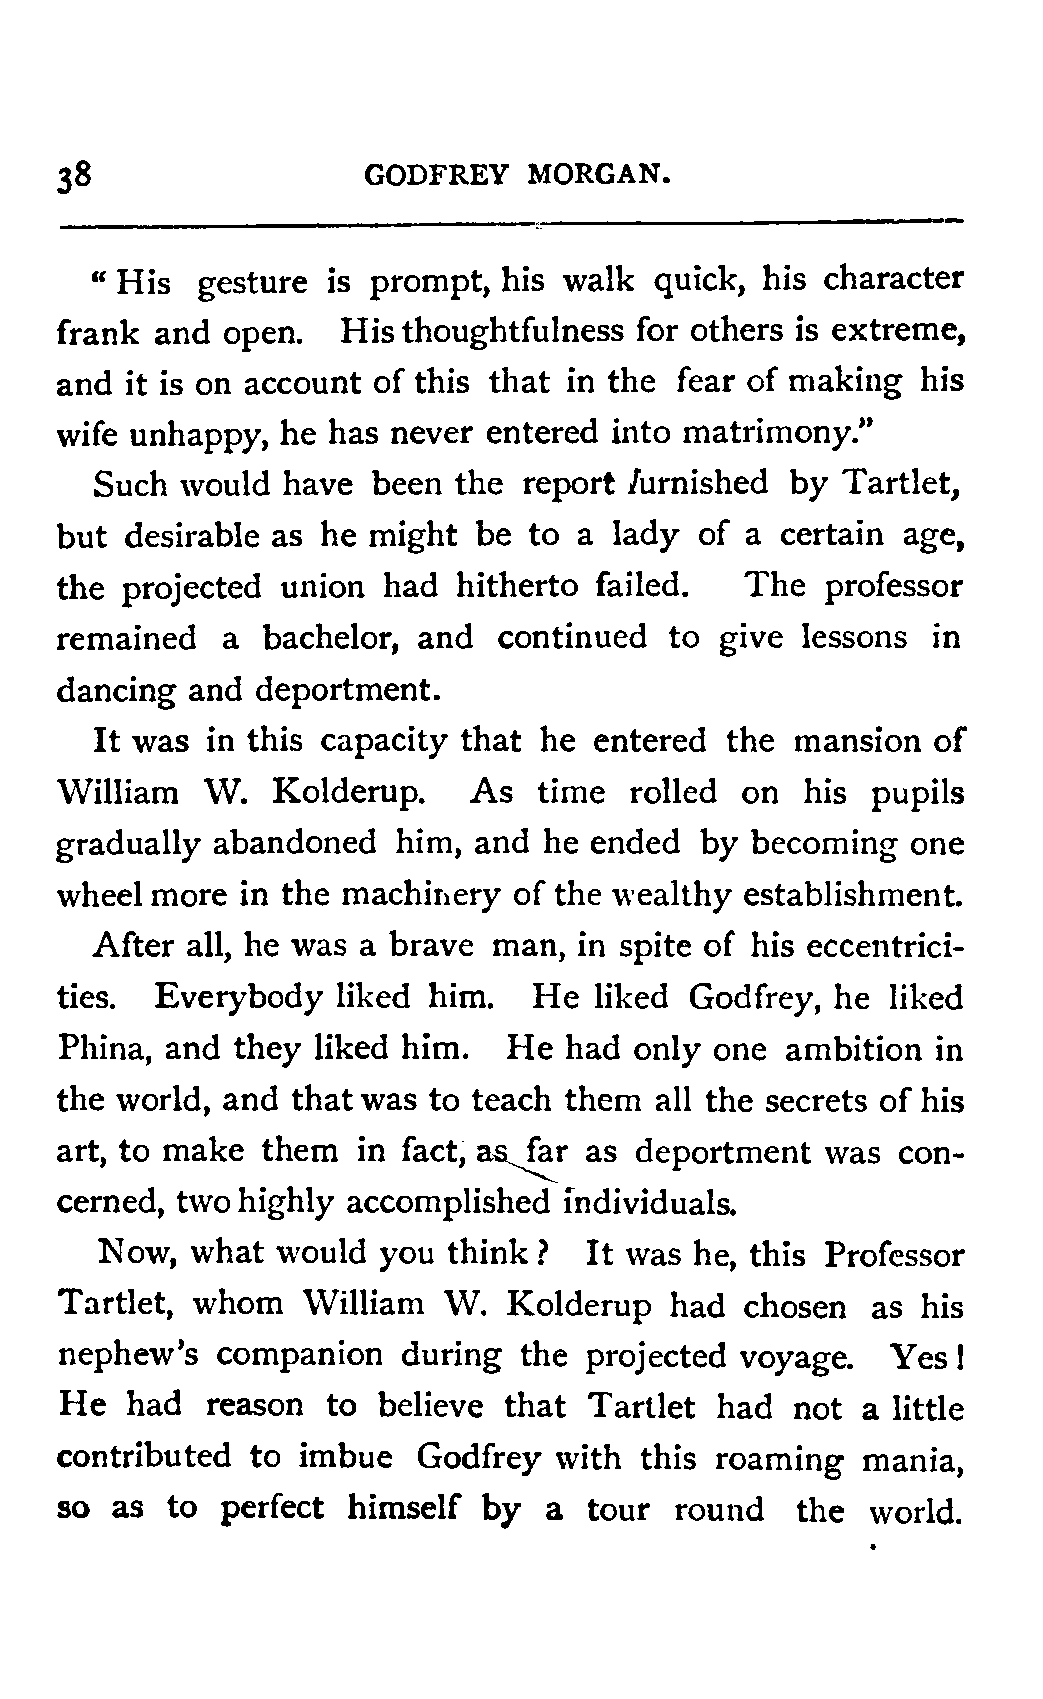 38 GODFREY MORGAN.
“ His gesture is prompt, his walk quick, his character
frank and open. His thoughtfulness for others is extreme,
and it is on account of this that in the fear of making his
wife unhappy, he has never entered into matrimony.”
Such would have been the report furnished by Tartlet,
but desirable as he might be to a lady of a certain age,
the projected union had hitherto failed. The professor
remained a bachelor, and continued to give lessons in
dancing and deportment.
It was in this capacity that he entered the mansion of
William W. Kolderup. As time rolled on his pupils
gradually abandoned him, and he ended by becoming one
wheel more in the machinery of the wealthy establishment.
After all, he was a brave man, in spite of his eccentrici-
ties. Everybody liked him. He liked Godfrey, he liked
Phina, and they liked him. He had only one ambition in
the world, and that was to teach them all the secrets of his
art, to make them in fact, as far as deportment was con-
cerned, two highly accomplished individuals.
Now, what would you think ? It was he, this Professor
Tartlet, whom William W. Kolderup had chosen as his
nephew’s companion during the projected voyage. Yes !
He had reason to believe that Tartlet had not a little
contributed to imbue Godfrey with this roaming mania,
so as to perfect himself by a tour round the world.